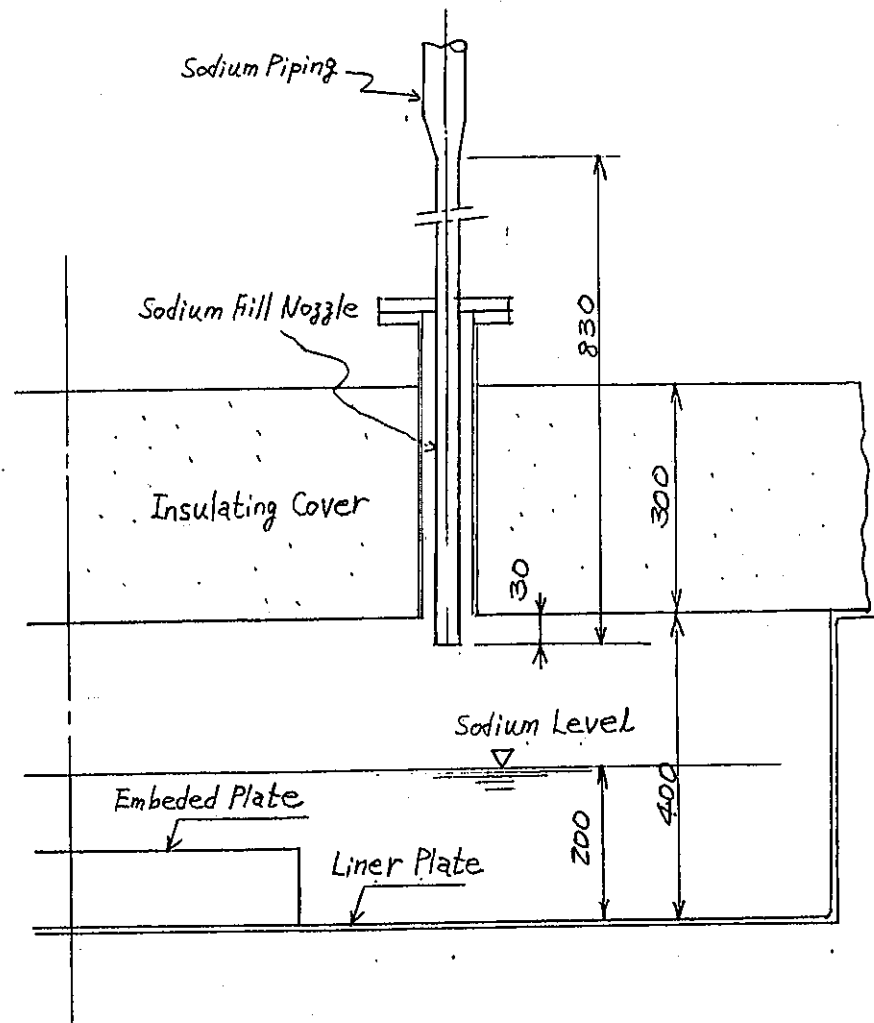 Sodium Piping
Sodium Fill Nozzle
830
Insulating Cover
300
30
Sodium Level
Embeded Plate
200
400
Liner Plate